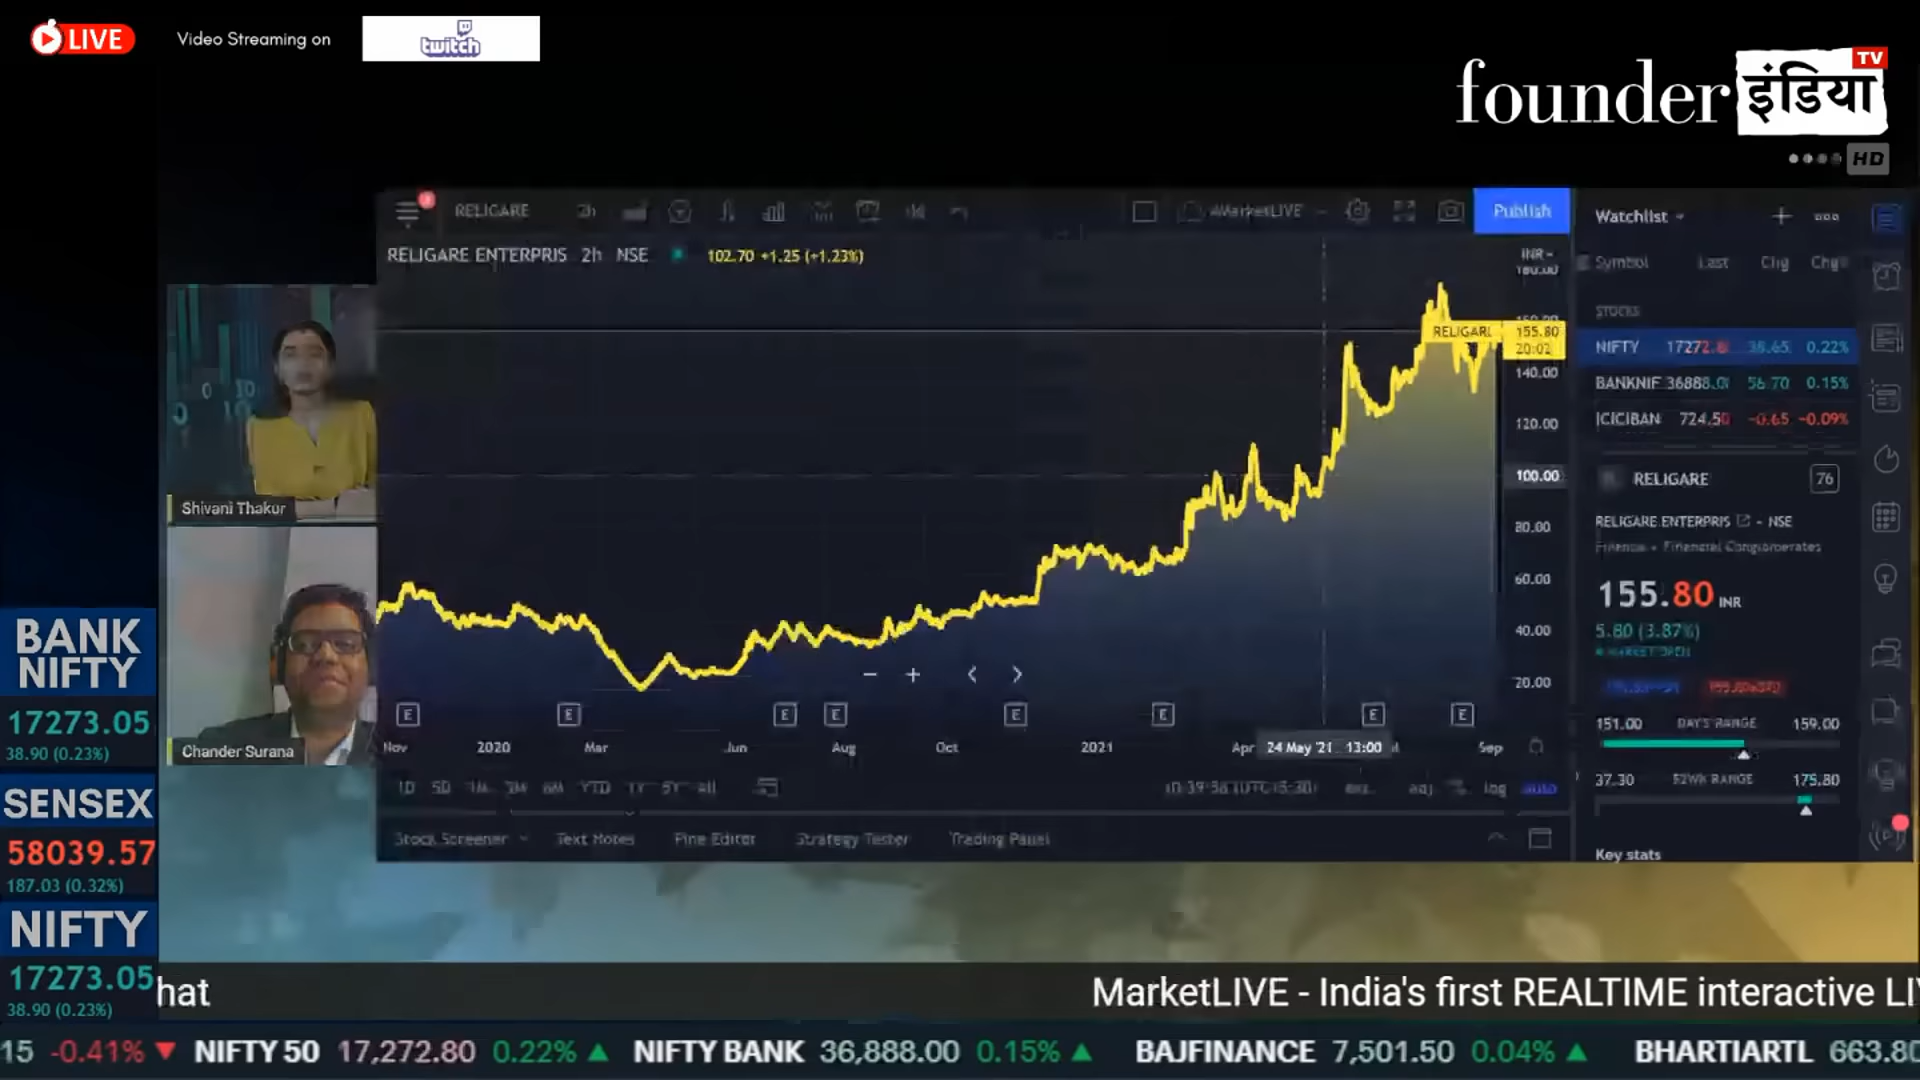 LIVE
Video Streaming on
twitch
founder इंडिया TV
HD
RELIGARE 2h MarketLIVE Publish
RELIGARE ENTERPRIS 2h NSE 102.70 +1.25 (+1.23%)
INR
180.00
RELIGARE 155.80
20:02
140.00
120.00
100.00
80.00
60.00
40.00
20.00
E E E E E E E E
Nov 2020 Mar Jun Aug Oct 2021 Apr 24 May '21 13:00 Sep
1D 5D 1M 3M 6M YTD 1Y 5Y All
adj % log auto
Stock Screener Text Notes Pine Editor Strategy Tester Trading Panel
Watchlist
Symbol Last Chg Chg%
STOCKS
NIFTY 17272.8 38.65 0.22%
BANKNIF 36888.0 56.70 0.15%
ICICIBAN 724.50 -0.65 -0.09%
RELIGARE 76
RELIGARE ENTERPRIS - NSE
Finance - Financial Conglomerates
155.80 INR
5.80 (3.87%)
MARKET OPEN
151.00 DAY'S RANGE 159.00
37.30 52WK RANGE 175.80
Key stats
Shivani Thakur
Chander Surana
BANK
NIFTY
17273.05
38.90 (0.23%)
SENSEX
58039.57
187.03 (0.32%)
NIFTY
17273.05
38.90 (0.23%)
hat MarketLIVE - India's first REALTIME interactive LI
15 -0.41% ▼ NIFTY 50 17,272.80 0.22% ▲ NIFTY BANK 36,888.00 0.15% ▲ BAJFINANCE 7,501.50 0.04% ▲ BHARTIARTL 663.80